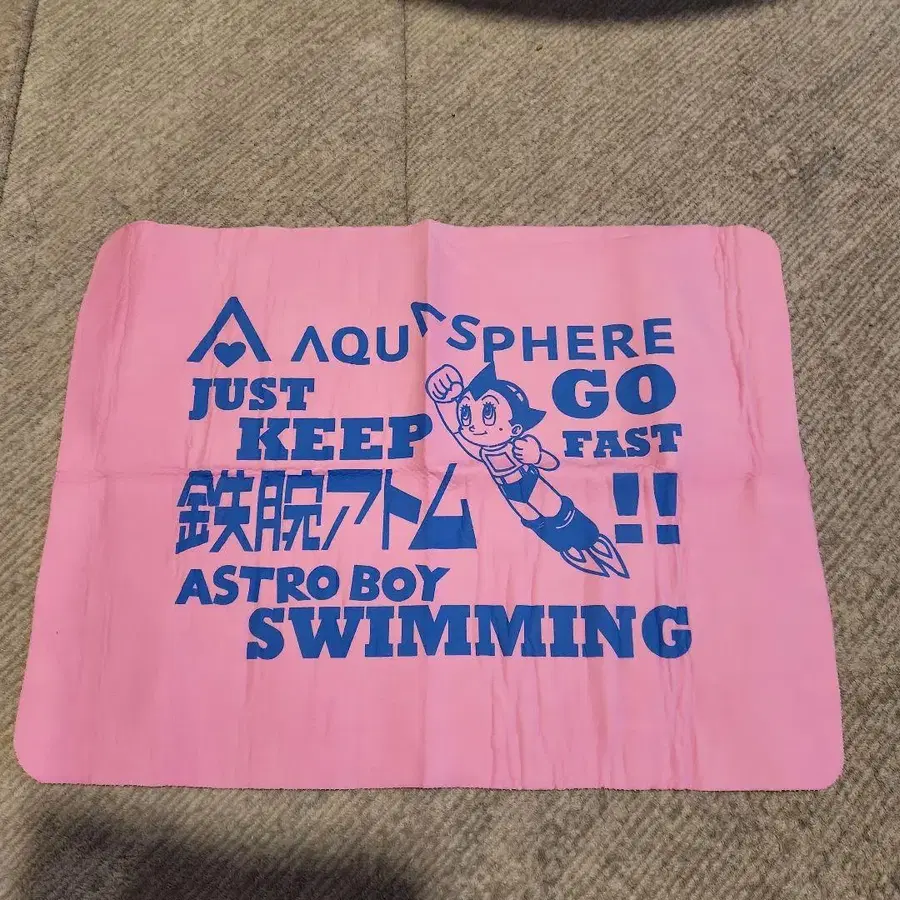 AQUASPHERE
JUST
GO
KEEP
FAST
鉄腕アトム
!!
ASTRO BOY
SWIMMING